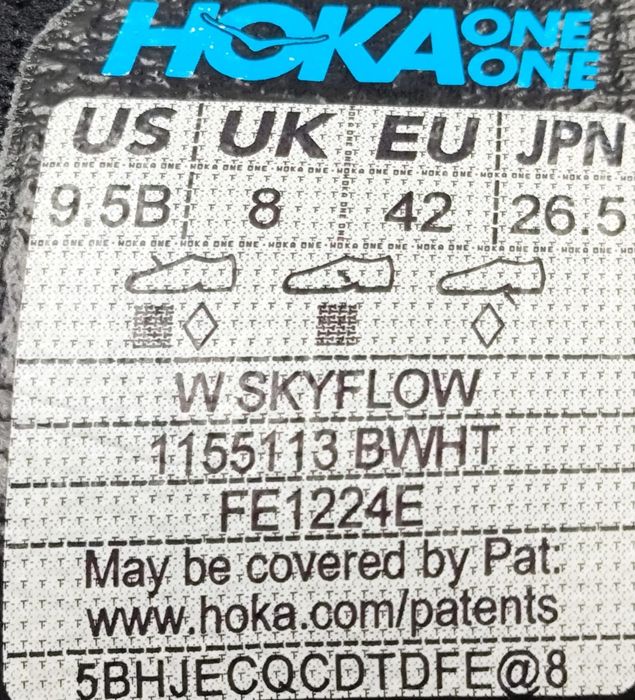 HOKA ONE ONE
US UK EU JPN
9.5B 8 42 26.5
W SKYFLOW
1155113 BWHT
FE1224E
May be covered by Pat:
www.hoka.com/patents
5BHJECQCDTDFE@8